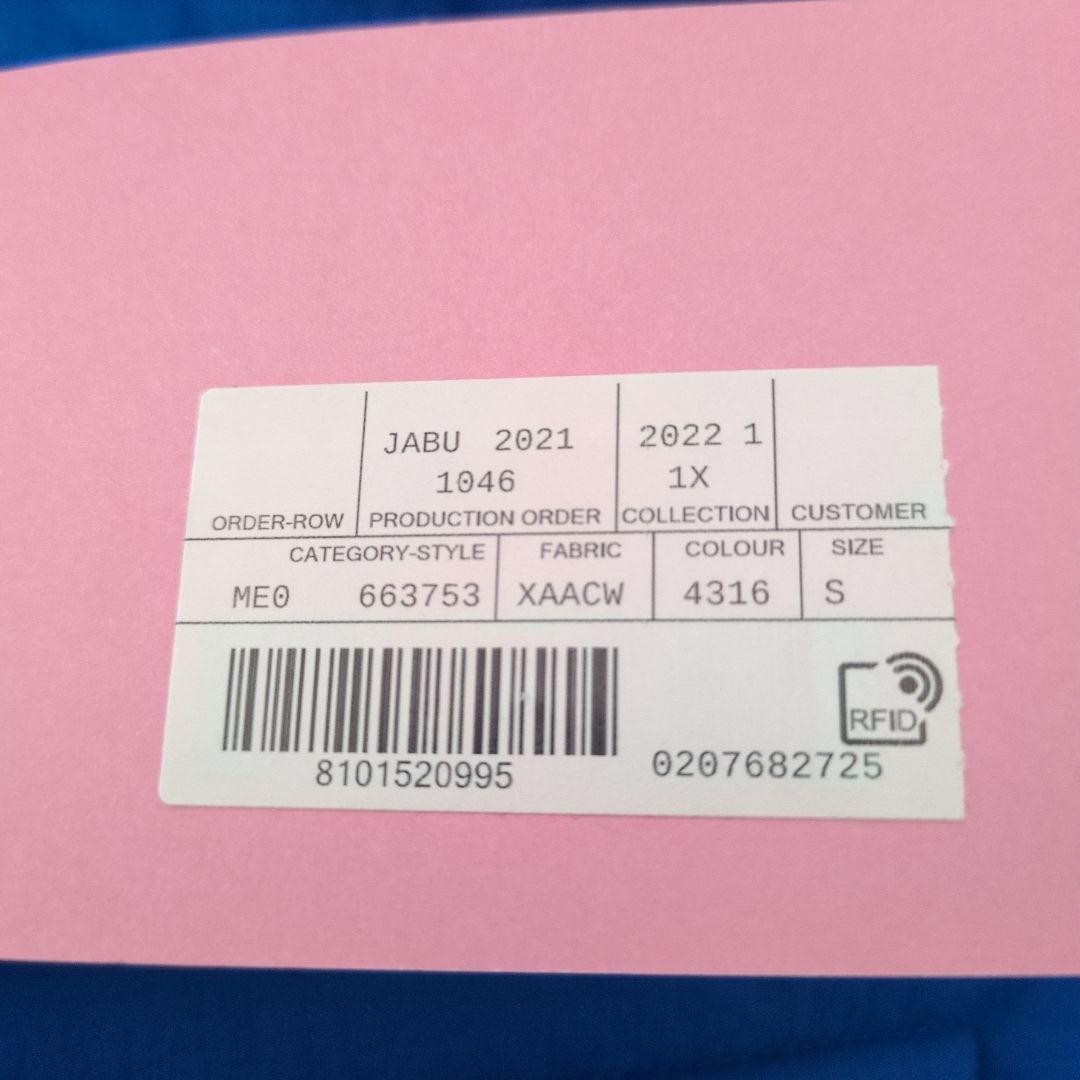 JABU 2021 2022 1
1046 1X
ORDER-ROW PRODUCTION ORDER COLLECTION CUSTOMER
CATEGORY-STYLE FABRIC COLOUR SIZE
ME0 663753 XAACW 4316 S
RFID
8101520995 0207682725